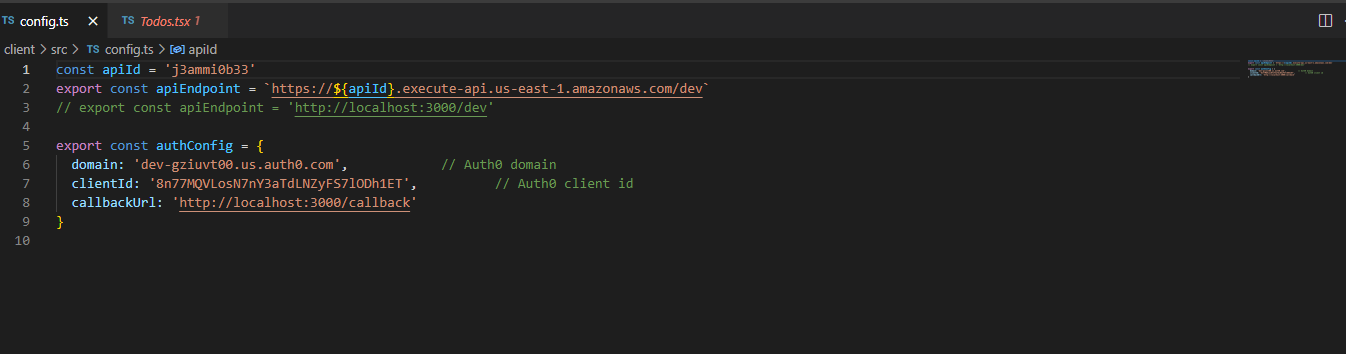 TS config.ts × TS Todos.tsx 1
client > src > TS config.ts > apiId
1 const apiId = 'j3ammi0b33'
2 export const apiEndpoint = `https://${apiId}.execute-api.us-east-1.amazonaws.com/dev`
3 // export const apiEndpoint = 'http://localhost:3000/dev'
4
5 export const authConfig = {
6 domain: 'dev-gziuvt00.us.auth0.com', // Auth0 domain
7 clientId: '8n77MQVLosN7nY3aTdLNZyFS7lODh1ET', // Auth0 client id
8 callbackUrl: 'http://localhost:3000/callback'
9 }
10